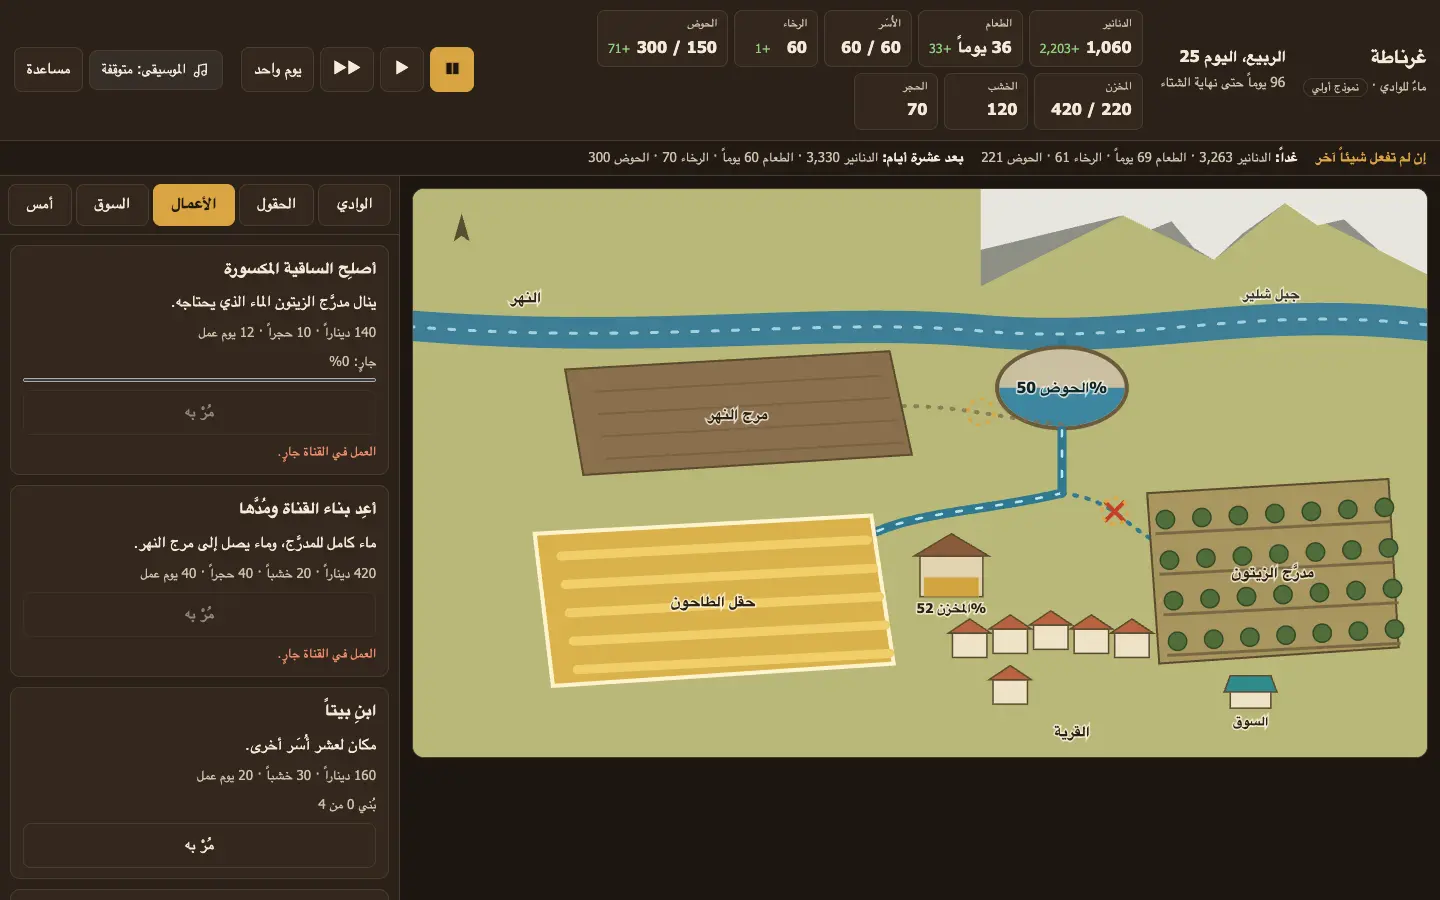 غرناطة
ماءٌ للوادي · نموذج أولي
الربيع، اليوم 25
96 يوماً حتى نهاية الشتاء
الدنانير
1,060 +2,203
الطعام
36 يوماً +33
الأُسَر
60 / 60
الرخاء
60 +1
الحوض
150 / 300 +71
المخزن
220 / 420
الخشب
120
الحجر
70
يوم واحد
الموسيقى: متوقفة
مساعدة
إن لم تفعل شيئاً آخر
غداً: الدنانير 3,263 · الطعام 69 يوماً · الرخاء 61 · الحوض 221
بعد عشرة أيام: الدنانير 3,330 · الطعام 60 يوماً · الرخاء 70 · الحوض 300
جبل شلير
النهر
الحوض 50%
مرج النهر
مدرَّج الزيتون
حقل الطاحون
المخزن 52%
السوق
القرية
الوادي
الحقول
الأعمال
السوق
أمس
أصلِح الساقية المكسورة
ينال مدرَّج الزيتون الماء الذي يحتاجه.
140 ديناراً · 10 حجراً · 12 يوم عمل
جارٍ: 0%
مُرْ به
العمل في القناة جارٍ.
أعِد بناء القناة ومُدَّها
ماء كامل للمدرَّج، وماء يصل إلى مرج النهر.
420 ديناراً · 20 خشباً · 40 حجراً · 40 يوم عمل
مُرْ به
العمل في القناة جارٍ.
ابنِ بيتاً
مكان لعشر أُسَر أخرى.
160 ديناراً · 30 خشباً · 20 يوم عمل
بُني 0 من 4
مُرْ به